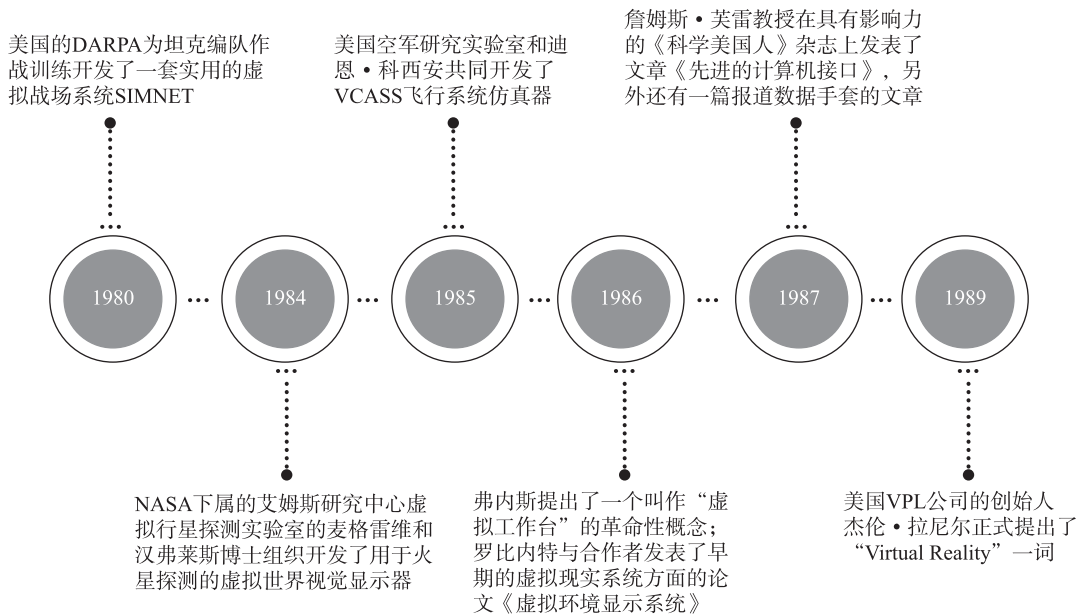 美国的DARPA为坦克编队作
战训练开发了一套实用的虚
拟战场系统SIMNET
美国空军研究实验室和迪
恩·科西安共同开发了
VCASS飞行系统仿真器
詹姆斯·芙雷教授在具有影响力
的《科学美国人》杂志上发表了
文章《先进的计算机接口》，另
外还有一篇报道数据手套的文章
1980
1984
1985
1986
1987
1989
NASA下属的艾姆斯研究中心虚
拟行星探测实验室的麦格雷维和
汉弗莱斯博士组织开发了用于火
星探测的虚拟世界视觉显示器
弗内斯提出了一个叫作“虚
拟工作台”的革命性概念；
罗比内特与合作者发表了早
期的虚拟现实系统方面的论
文《虚拟环境显示系统》
美国VPL公司的创始人
杰伦·拉尼尔正式提出了
“Virtual Reality”一词